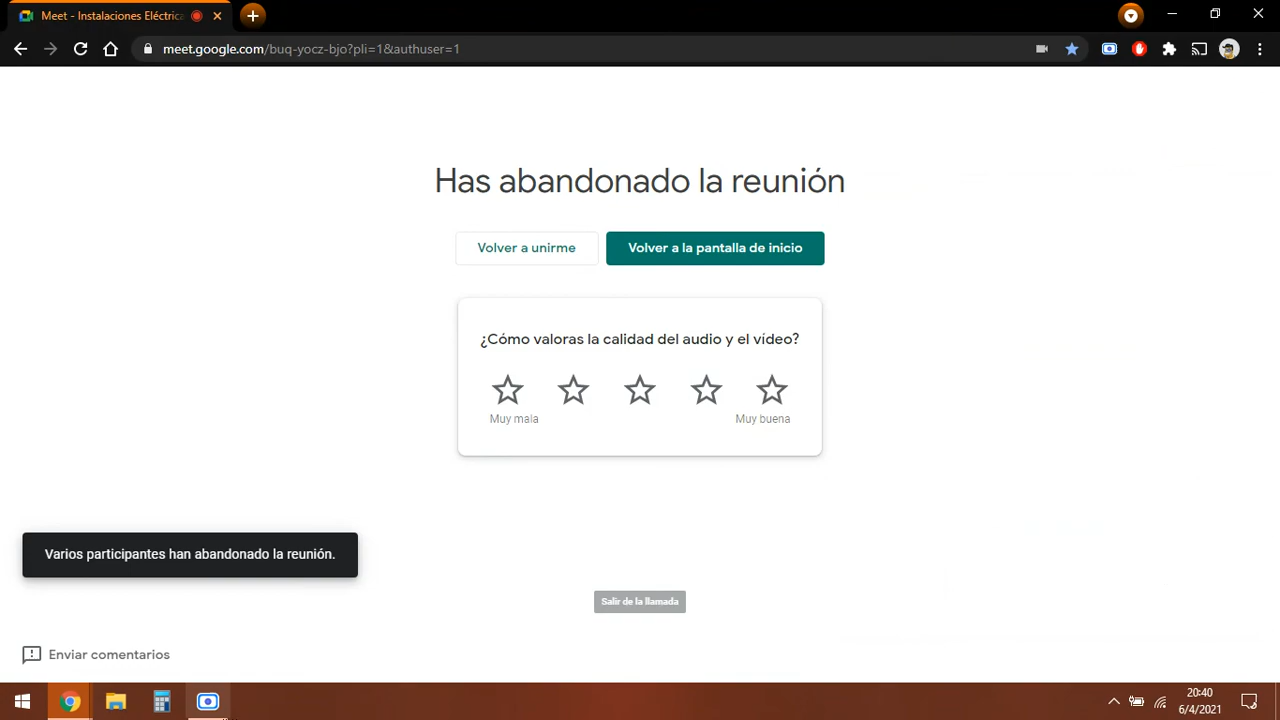 Meet - Instalaciones Eléctrica
meet.google.com/buq-yocz-bjo?pli=1&authuser=1
Has abandonado la reunión
Volver a unirme
Volver a la pantalla de inicio
¿Cómo valoras la calidad del audio y el vídeo?
Muy mala
Muy buena
Varios participantes han abandonado la reunión.
Salir de la llamada
Enviar comentarios
20:40
6/4/2021